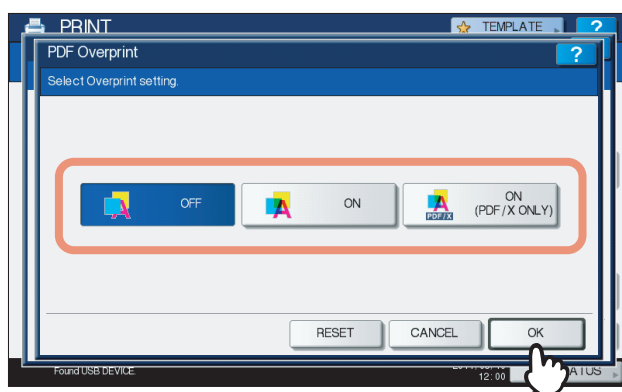 PRINT
TEMPLATE
?
PDF Overprint
?
Select Overprint setting.
OFF
ON
PDF/X
ON
(PDF/X ONLY)
RESET
CANCEL
OK
Found USB DEVICE.
12:00